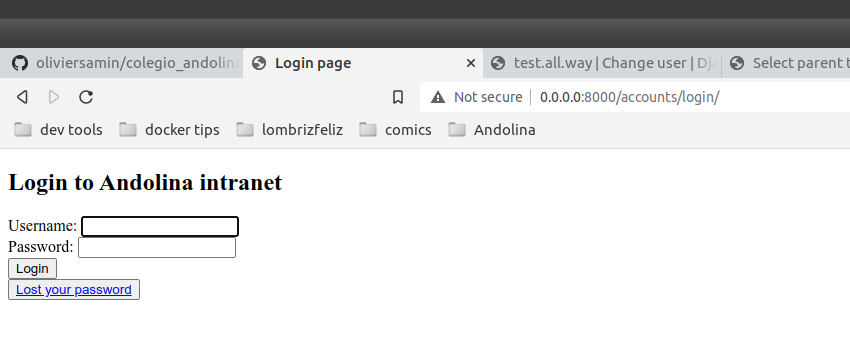 oliviersamin/colegio_andolin
Login page
test.all.way | Change user | Dj
Select parent t
Not secure
0.0.0.0:8000/accounts/login/
dev tools
docker tips
lombrizfeliz
comics
Andolina
Login to Andolina intranet
Username:
Password:
Login
Lost your password